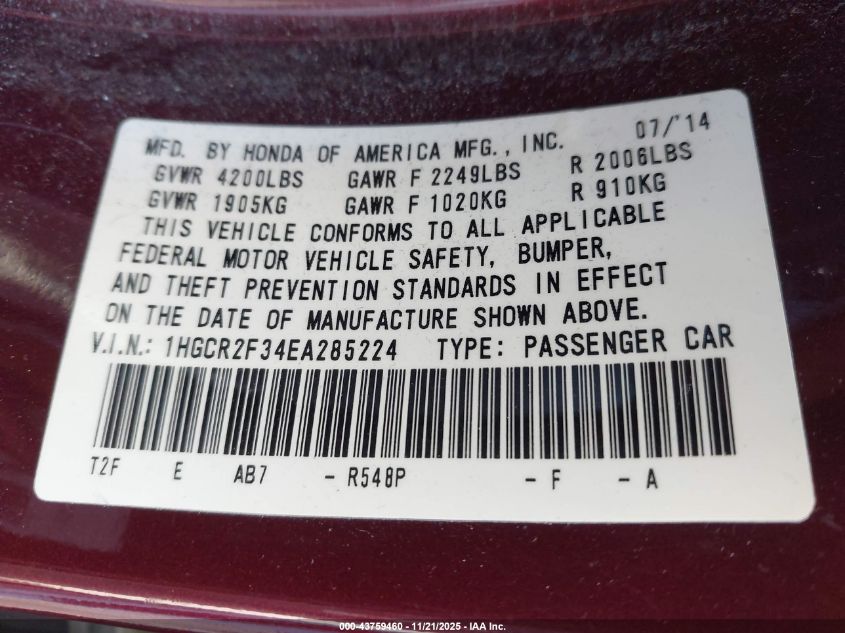 07/'14
MFD. BY HONDA OF AMERICA MFG., INC.
GVWR 4200LBS GAWR F 2249LBS R 2006LBS
GVWR 1905KG GAWR F 1020KG R 910KG
THIS VEHICLE CONFORMS TO ALL APPLICABLE
FEDERAL MOTOR VEHICLE SAFETY, BUMPER,
AND THEFT PREVENTION STANDARDS IN EFFECT
ON THE DATE OF MANUFACTURE SHOWN ABOVE.
V.I.N.: 1HGCR2F34EA285224 TYPE: PASSENGER CAR
T2F E AB7 - R548P - F - A
000-43759460 - 11/21/2025 - IAA Inc.